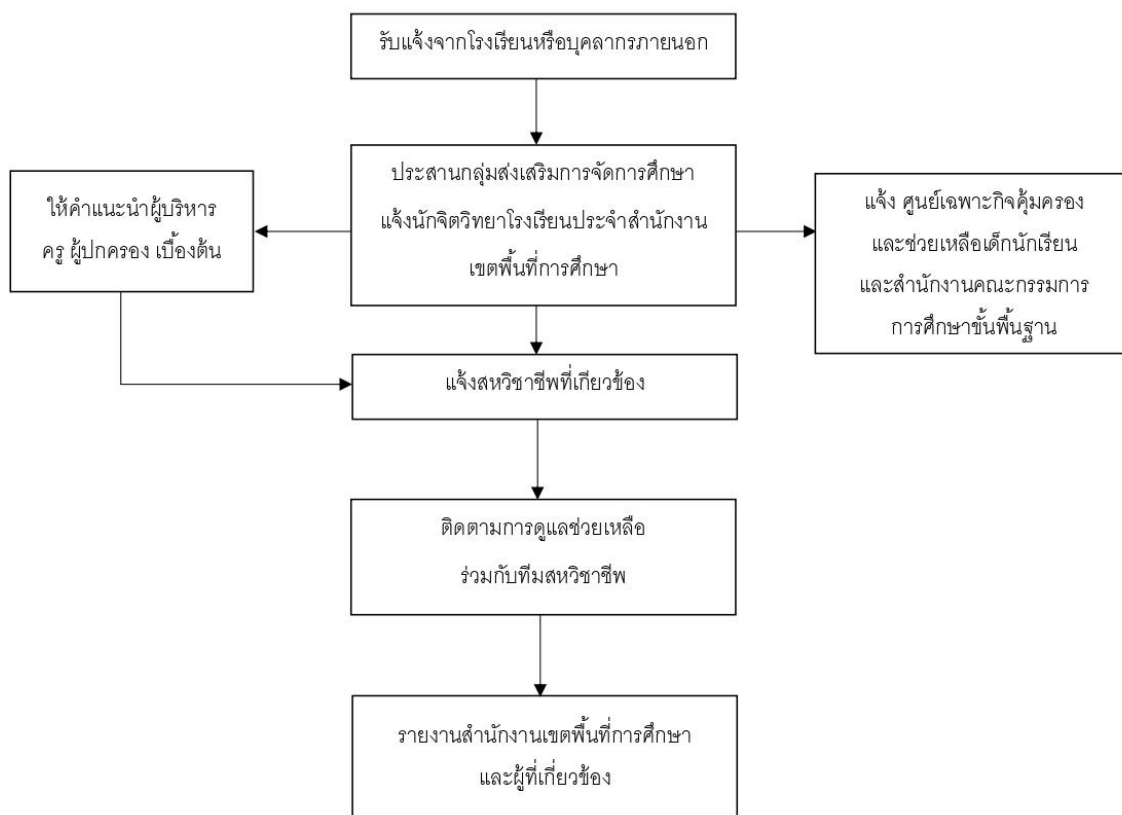 รับแจ้งจากโรงเรียนหรือบุคลากรภายนอก
ประสานกลุ่มส่งเสริมการจัดการศึกษา
แจ้งนักจิตวิทยาโรงเรียนประจำสำนักงาน
เขตพื้นที่การศึกษา
ให้คำแนะนำผู้บริหาร
ครู ผู้ปกครอง เบื้องต้น
แจ้ง ศูนย์เฉพาะกิจคุ้มครอง
และช่วยเหลือเด็กนักเรียน
และสำนักงานคณะกรรมการ
การศึกษาขั้นพื้นฐาน
แจ้งสหวิชาชีพที่เกียวข้อง
ติดตามการดูแลช่วยเหลือ
ร่วมกับทีมสหวิชาชีพ
รายงานสำนักงานเขตพื้นที่การศึกษา
และผู้ที่เกี่ยวข้อง